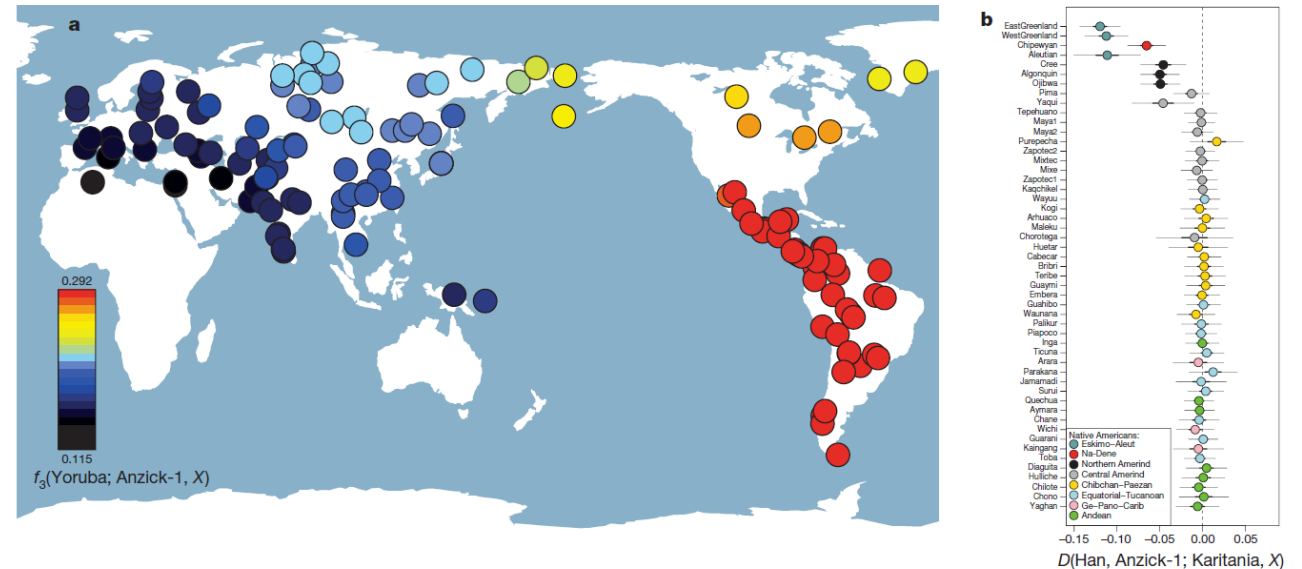 a
0.292
0.115
f3(Yoruba; Anzick-1, X)
b
EastGreenland
WestGreenland
Chipewyan
Aleutian
Cree
Algonquin
Ojibwa
Pima
Yaqui
Tepehuano
Maya1
Maya2
Purepecha
Zapotec2
Mixtec
Mixe
Zapotec1
Kaqchikel
Wayuu
Kogi
Arhuaco
Maleku
Chorotega
Huetar
Cabecar
Bribri
Teribe
Guaymi
Embera
Guahibo
Waunana
Palikur
Piapoco
Inga
Ticuna
Arara
Parakana
Jamamadi
Surui
Quechua
Aymara
Chane
Wichi
Guarani
Kaingang
Toba
Diaguita
Hulliche
Chilote
Chono
Yaghan
Native Americans:
Eskimo–Aleut
Na-Dene
Northern Amerind
Central Amerind
Chibchan–Paezan
Equatorial–Tucanoan
Ge–Pano–Carib
Andean
−0.15 −0.10 −0.05 0.00 0.05
D(Han, Anzick-1; Karitania, X)